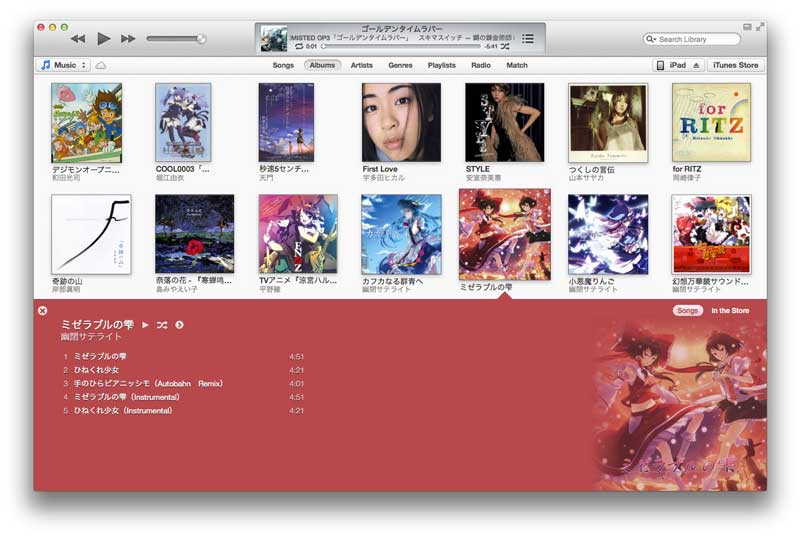 ゴールデンタイムラバー
MISTED OP3「ゴールデンタイムラバー」 スキマスイッチ — 鋼の錬金術師
0:01
-5:41
Search Library
Music
Songs
Albums
Artists
Genres
Playlists
Radio
Match
iPad
iTunes Store
for
RITZ
デジモンオープニ...
和田光司
COOL0003「...
堀江由衣
秒速5センチ...
天門
First Love
宇多田ヒカル
STYLE
安室奈美恵
つくしの言伝
山本サヤカ
for RITZ
岡崎律子
奇跡の山
岸部眞明
奈落の花 - 『寒蝉鸣...
島みやえい子
TVアニメ「涼宮ハル...
平野綾
カフカなる群青へ
幽閉サテライト
ミゼラブルの雫
小悪魔りんご
幽閉サテライト
幻想万華鏡サウンド...
幽閉サテライト
ミゼラブルの雫
幽閉サテライト
Songs
In the Store
1 ミゼラブルの雫 4:51
2 ひねくれ少女 4:21
3 手のひらピアニッシモ（Autobahn Remix） 4:01
4 ミゼラブルの雫（Instrumental） 4:51
5 ひねくれ少女（Instrumental） 4:21
ミゼラブルの雫